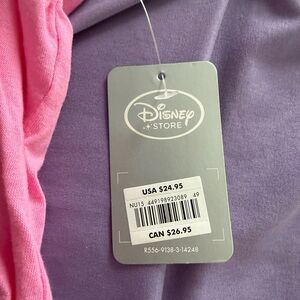 Disney
STORE
USA $24.95
NU15 449198923089 49
CAN $26.95
R556-9138-3-14248